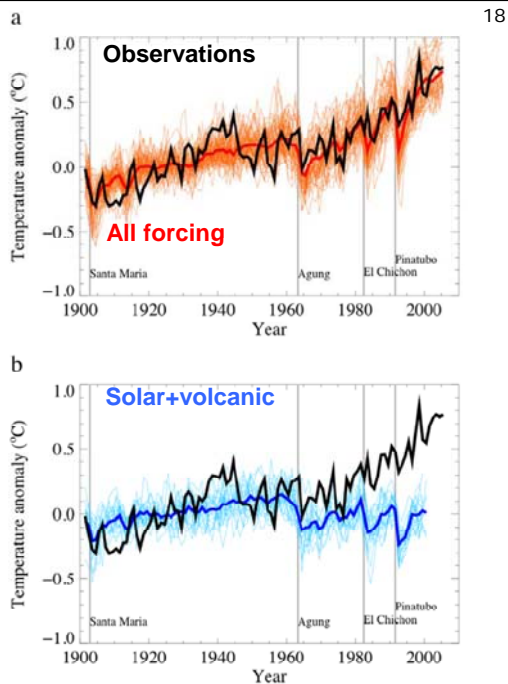 18
a
Temperature anomaly (°C)
1.0
0.5
0.0
−0.5
−1.0
Observations
All forcing
Santa Maria
Agung
El Chichon
Pinatubo
1900 1920 1940 1960 1980 2000
Year
b
Temperature anomaly (°C)
1.0
0.5
0.0
−0.5
−1.0
Solar+volcanic
Santa Maria
Agung
El Chichon
Pinatubo
1900 1920 1940 1960 1980 2000
Year